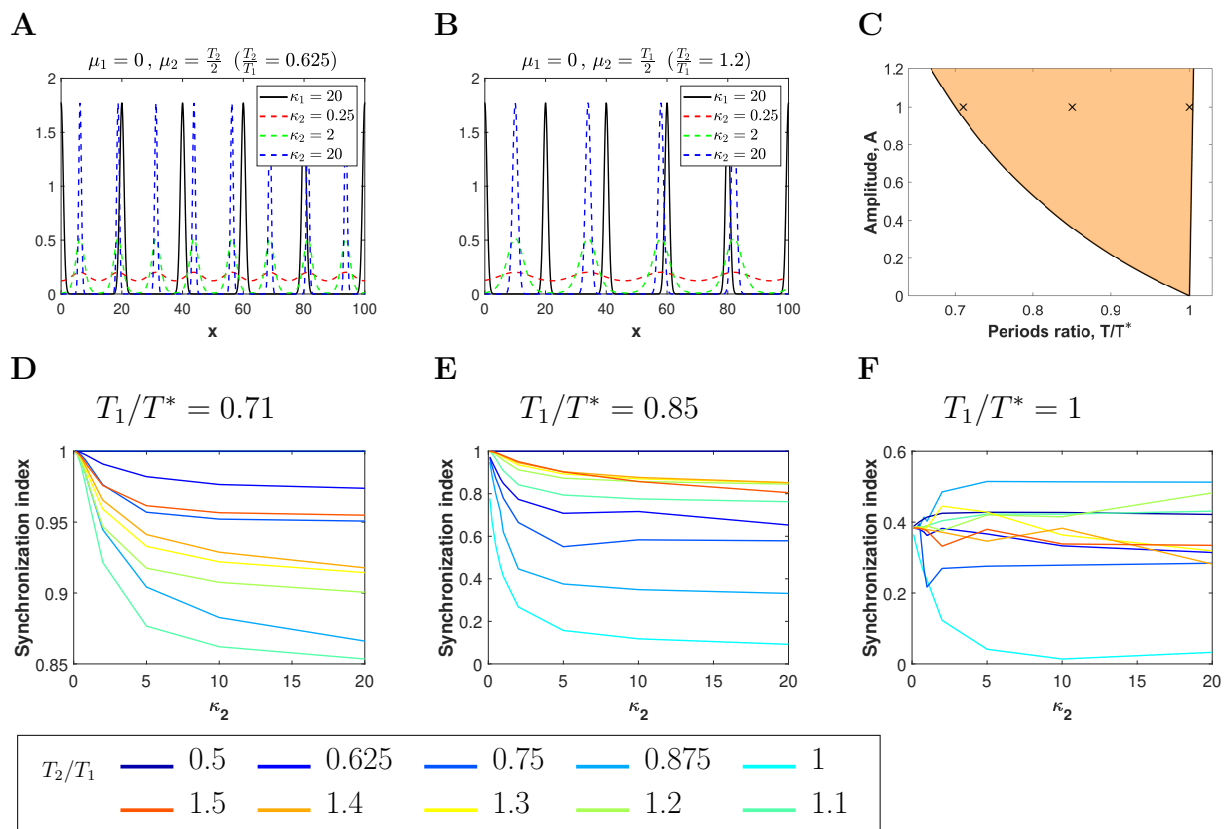 A
B
C
μ₁ = 0 , μ₂ = T₂/2 (T₂/T₁ = 0.625)
2
1.5
1
0.5
0
κ₁ = 20
κ₂ = 0.25
κ₂ = 2
κ₂ = 20
0 20 40 60 80 100
x
μ₁ = 0 , μ₂ = T₁/2 (T₂/T₁ = 1.2)
2
1.5
1
0.5
0
κ₁ = 20
κ₂ = 0.25
κ₂ = 2
κ₂ = 20
0 20 40 60 80 100
x
Amplitude, A
1.2
1
0.8
0.6
0.4
0.2
0
0.7 0.8 0.9 1
Periods ratio, T/T*
D
E
F
T₁/T* = 0.71
Synchronization index
1
0.95
0.9
0.85
0 5 10 15 20
κ₂
T₁/T* = 0.85
Synchronization index
1
0.8
0.6
0.4
0.2
0
0 5 10 15 20
κ₂
T₁/T* = 1
Synchronization index
0.6
0.4
0.2
0
0 5 10 15 20
κ₂
T₂/T₁
0.5 0.625 0.75 0.875 1
1.5 1.4 1.3 1.2 1.1